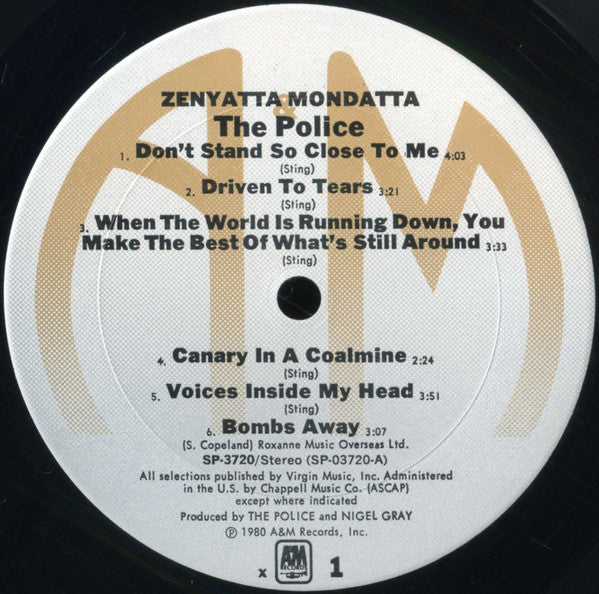 ZENYATTA MONDATTA
The Police
1. Don't Stand So Close To Me 4:03
(Sting)
2. Driven To Tears 3:21
(Sting)
3. When The World Is Running Down, You
Make The Best Of What's Still Around 3:33
(Sting)
4. Canary In A Coalmine 2:24
(Sting)
5. Voices Inside My Head 3:51
(Sting)
6. Bombs Away 3:07
(S. Copeland) Roxanne Music Overseas Ltd.
SP-3720/Stereo (SP-03720-A)
All selections published by Virgin Music, Inc. Administered
in the U.S. by Chappell Music Co. (ASCAP)
except where indicated
Produced by THE POLICE and NIGEL GRAY
℗ 1980 A&M Records, Inc.
x A&M RECORDS 1
A&M